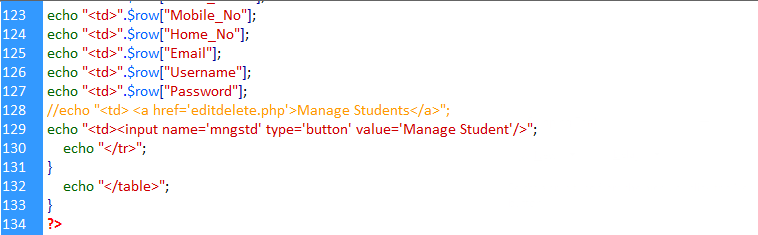 123 echo "<td>".$row["Mobile_No"];
124 echo "<td>".$row["Home_No"];
125 echo "<td>".$row["Email"];
126 echo "<td>".$row["Username"];
127 echo "<td>".$row["Password"];
128 //echo "<td> <a href='editdelete.php'>Manage Students</a>";
129 echo "<td><input name='mngstd' type='button' value='Manage Student'/>";
130 echo "</tr>";
131 }
132 echo "</table>";
133 }
134 ?>